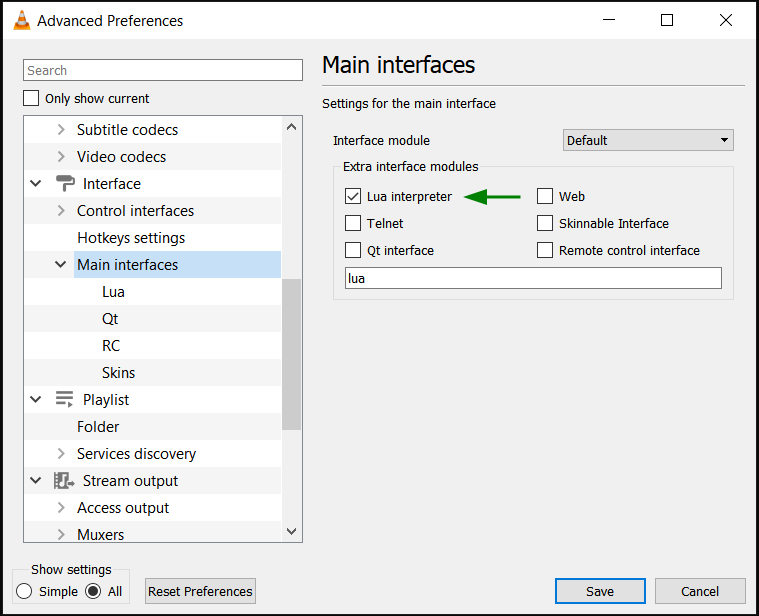 Advanced Preferences
Search
Only show current
Subtitle codecs
Video codecs
Interface
Control interfaces
Hotkeys settings
Main interfaces
Lua
Qt
RC
Skins
Playlist
Folder
Services discovery
Stream output
Access output
Muxers
Show settings
Simple All
Reset Preferences
Main interfaces
Settings for the main interface
Interface module Default
Extra interface modules
Lua interpreter Web
Telnet Skinnable Interface
Qt interface Remote control interface
lua
Save Cancel